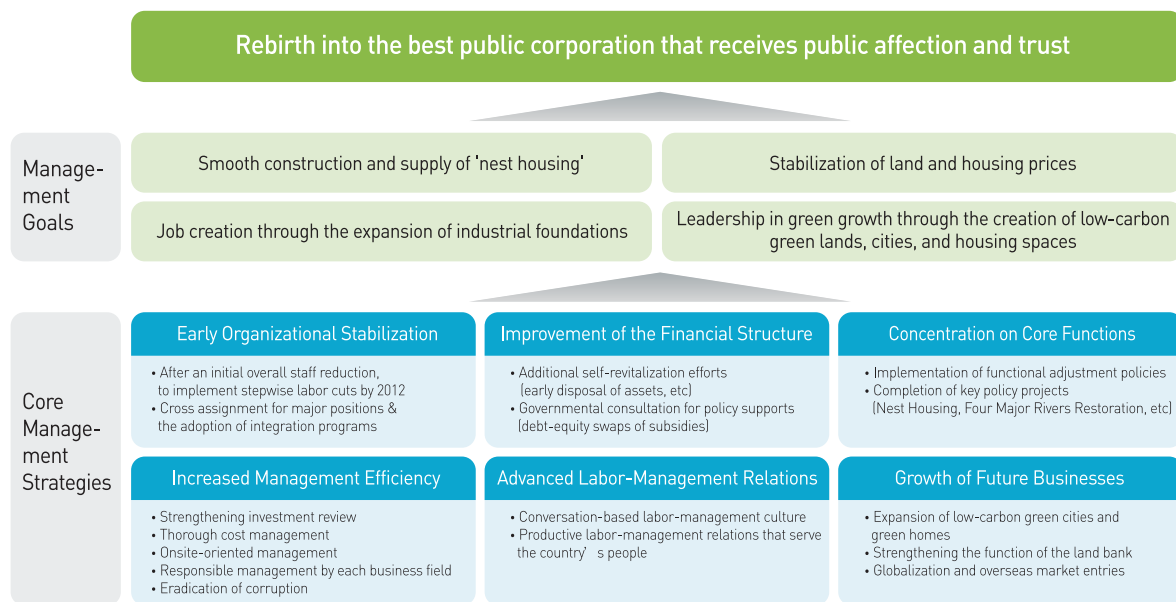 Rebirth into the best public corporation that receives public affection and trust
Manage-
ment
Goals
Smooth construction and supply of 'nest housing'
Stabilization of land and housing prices
Job creation through the expansion of industrial foundations
Leadership in green growth through the creation of low-carbon
green lands, cities, and housing spaces
Core
Manage-
ment
Strategies
Early Organizational Stabilization
• After an initial overall staff reduction,
to implement stepwise labor cuts by 2012
• Cross assignment for major positions &
the adoption of integration programs
Improvement of the Financial Structure
• Additional self-revitalization efforts
(early disposal of assets, etc)
• Governmental consultation for policy supports
(debt-equity swaps of subsidies)
Concentration on Core Functions
• Implementation of functional adjustment policies
• Completion of key policy projects
(Nest Housing, Four Major Rivers Restoration, etc)
Increased Management Efficiency
• Strengthening investment review
• Thorough cost management
• Onsite-oriented management
• Responsible management by each business field
• Eradication of corruption
Advanced Labor-Management Relations
• Conversation-based labor-management culture
• Productive labor-management relations that serve
the country' s people
Growth of Future Businesses
• Expansion of low-carbon green cities and
green homes
• Strengthening the function of the land bank
• Globalization and overseas market entries